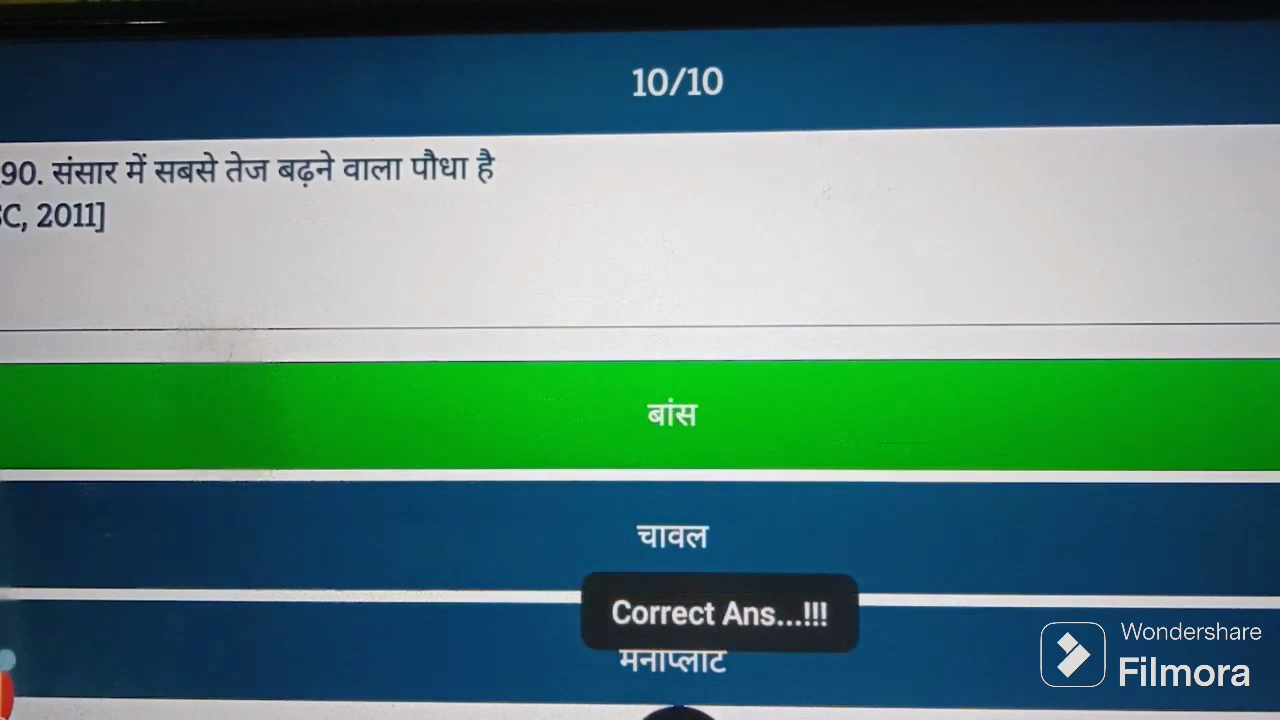 10/10
90. संसार में सबसे तेज बढ़ने वाला पौधा है
C, 2011]
बांस
चावल
Correct Ans...!!!
मनाप्लाट
Wondershare
Filmora